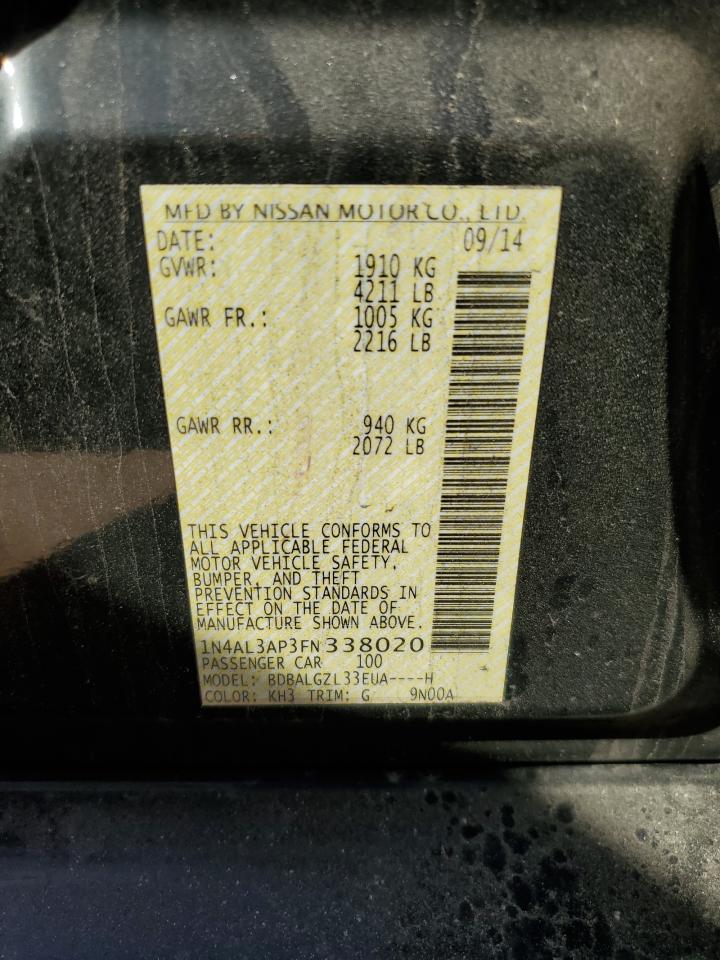 MFD BY NISSAN MOTOR CO., LTD.
DATE: 09/14
GVWR: 1910 KG
4211 LB
GAWR FR.: 1005 KG
2216 LB
GAWR RR.: 940 KG
2072 LB
THIS VEHICLE CONFORMS TO
ALL APPLICABLE FEDERAL
MOTOR VEHICLE SAFETY,
BUMPER, AND THEFT
PREVENTION STANDARDS IN
EFFECT ON THE DATE OF
MANUFACTURE SHOWN ABOVE.
1N4AL3AP3FN338020
PASSENGER CAR 100
MODEL: BDBALGZL33EUA----H
COLOR: KH3 TRIM: G 9N00A